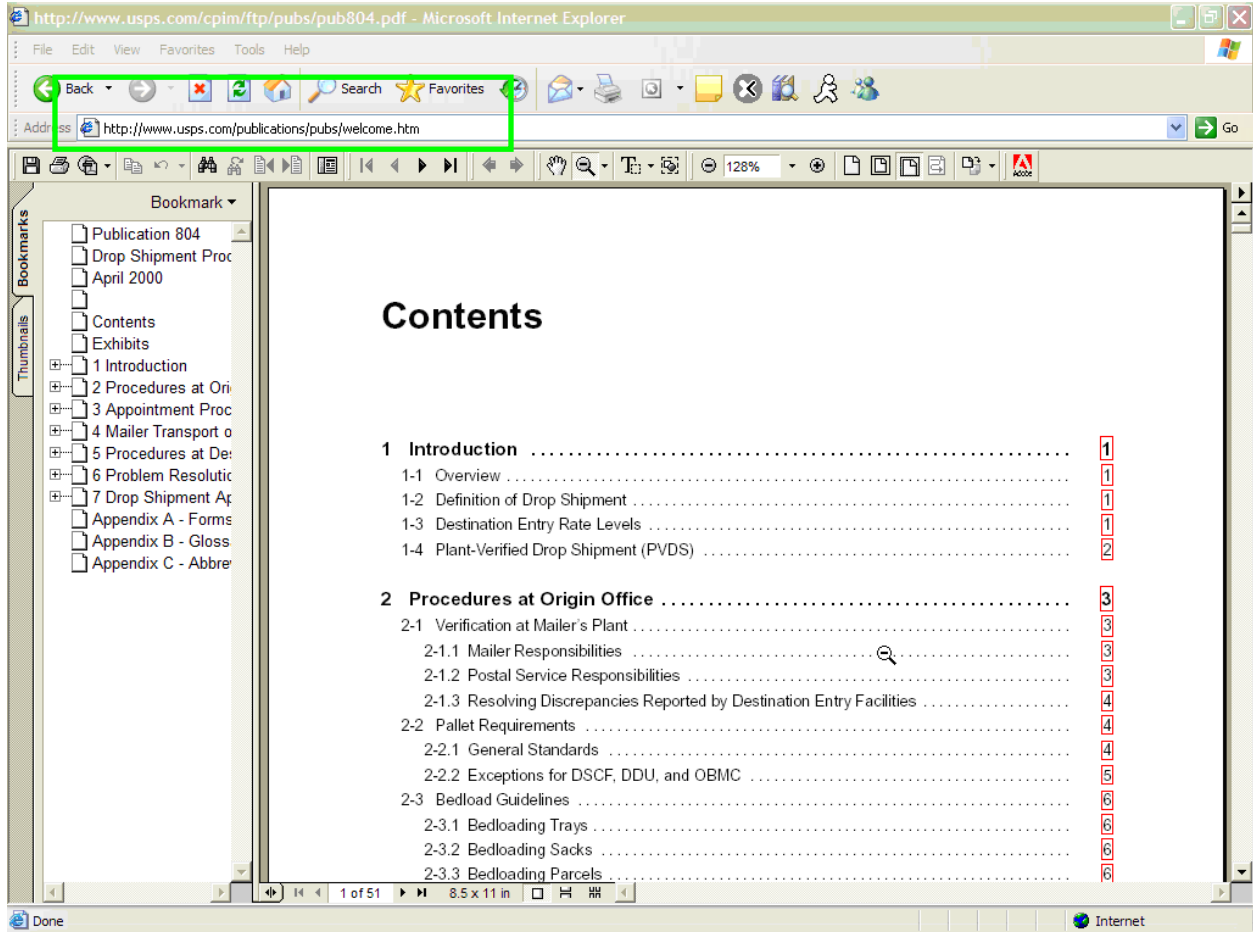 http://www.usps.com/cpim/ftp/pubs/pub804.pdf - Microsoft Internet Explorer
File Edit View Favorites Tools Help
Back Search Favorites
Address http://www.usps.com/publications/pubs/welcome.htm Go
128% Adobe
Bookmarks
Thumbnails
Bookmark
Publication 804
Drop Shipment Proc
April 2000
Contents
Exhibits
1 Introduction
2 Procedures at Ori
3 Appointment Proc
4 Mailer Transport o
5 Procedures at Des
6 Problem Resolutic
7 Drop Shipment Ap
Appendix A - Forms
Appendix B - Gloss
Appendix C - Abbre
Contents
1 Introduction . . . . . . . . . . 1
1-1 Overview . . . . . . . . . . 1
1-2 Definition of Drop Shipment . . . . . . . . . . 1
1-3 Destination Entry Rate Levels . . . . . . . . . . 1
1-4 Plant-Verified Drop Shipment (PVDS) . . . . . . . . . . 2
2 Procedures at Origin Office . . . . . . . . . . 3
2-1 Verification at Mailer's Plant . . . . . . . . . . 3
2-1.1 Mailer Responsibilities . . . . . . . . . . 3
2-1.2 Postal Service Responsibilities . . . . . . . . . . 3
2-1.3 Resolving Discrepancies Reported by Destination Entry Facilities . . . . . . . . . . 4
2-2 Pallet Requirements . . . . . . . . . . 4
2-2.1 General Standards . . . . . . . . . . 4
2-2.2 Exceptions for DSCF, DDU, and OBMC . . . . . . . . . . 5
2-3 Bedload Guidelines . . . . . . . . . . 6
2-3.1 Bedloading Trays . . . . . . . . . . 6
2-3.2 Bedloading Sacks . . . . . . . . . . 6
2-3.3 Bedloading Parcels . . . . . . . . . . 6
1 of 51 8.5 x 11 in
Done Internet